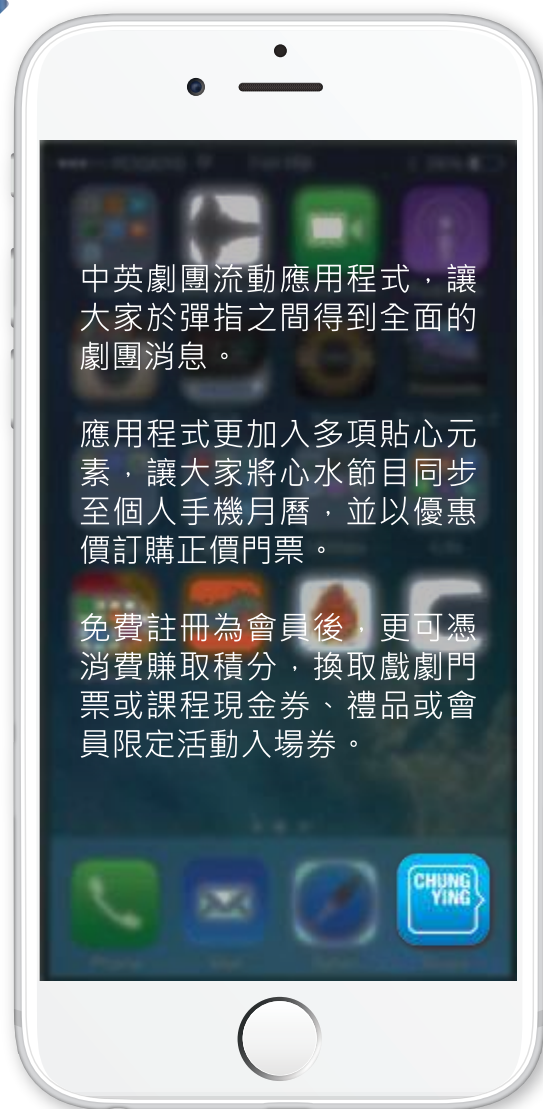 中英劇團流動應用程式，讓
大家於彈指之間得到全面的
劇團消息。
應用程式更加入多項貼心元
素，讓大家將心水節目同步
至個人手機月曆，並以優惠
價訂購正價門票。
免費註冊為會員後，更可憑
消費賺取積分，換取戲劇門
票或課程現金券、禮品或會
員限定活動入場券。
CHUNG
YING